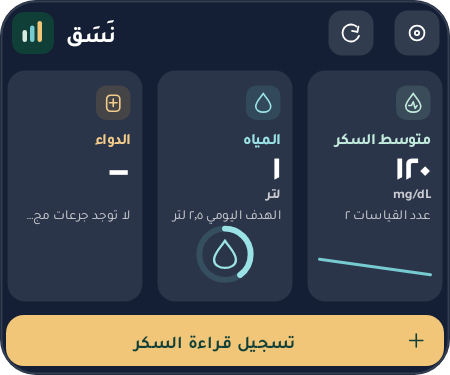 نَسَق
متوسط السكر
١٢٠
mg/dL
عدد القياسات ٢
المياه
١
لتر
الهدف اليومي ٢٫٥ لتر
الدواء
—
لا توجد جرعات مج...
+ تسجيل قراءة السكر